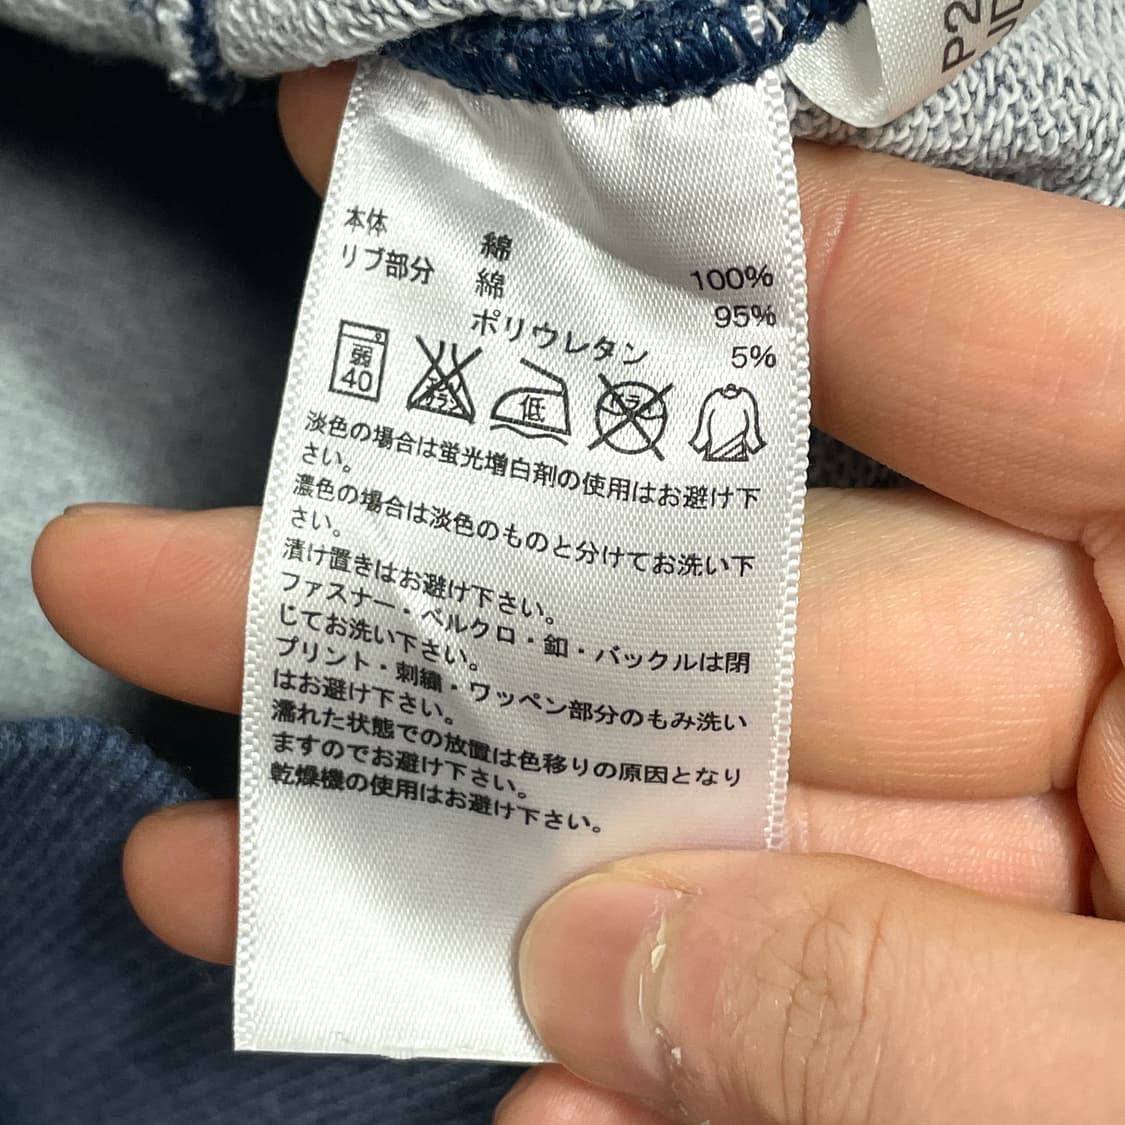 本体 綿 100%
リブ部分 綿 95%
ポリウレタン 5%
弱
40
低
淡色の場合は蛍光増白剤の使用はお避け下
さい。
濃色の場合は淡色のものと分けてお洗い下
さい。
漬け置きはお避け下さい。
ファスナー・ベルクロ・釦・バックルは閉
じてお洗い下さい。
プリント・刺繍・ワッペン部分のもみ洗い
はお避け下さい。
濡れた状態での放置は色移りの原因となり
ますのでお避け下さい。
乾燥機の使用はお避け下さい。
P2